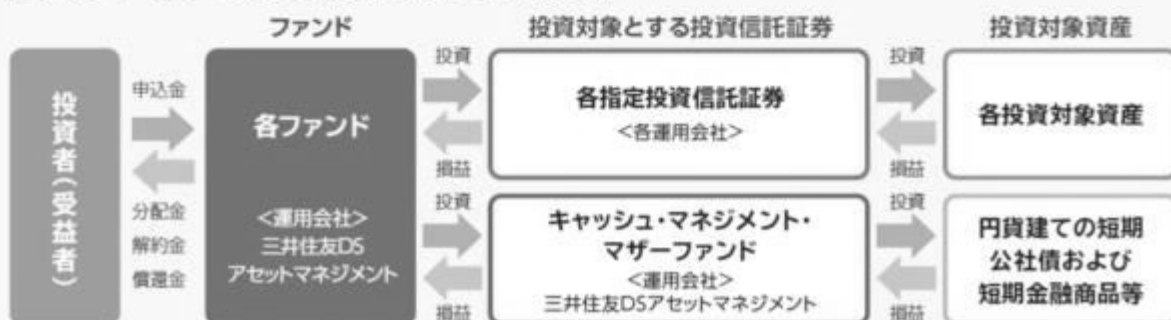 ファンド
投資対象とする投資信託証券
投資対象資産
投資者(受益者)
申込金
分配金
解約金
償還金
各ファンド
<運用会社>
三井住友DS
アセットマネジメント
投資
損益
各指定投資信託証券
<各運用会社>
投資
損益
各投資対象資産
投資
損益
キャッシュ・マネジメント・
マザーファンド
<運用会社>
三井住友DSアセットマネジメント
投資
損益
円貨建ての短期
公社債および
短期金融商品等